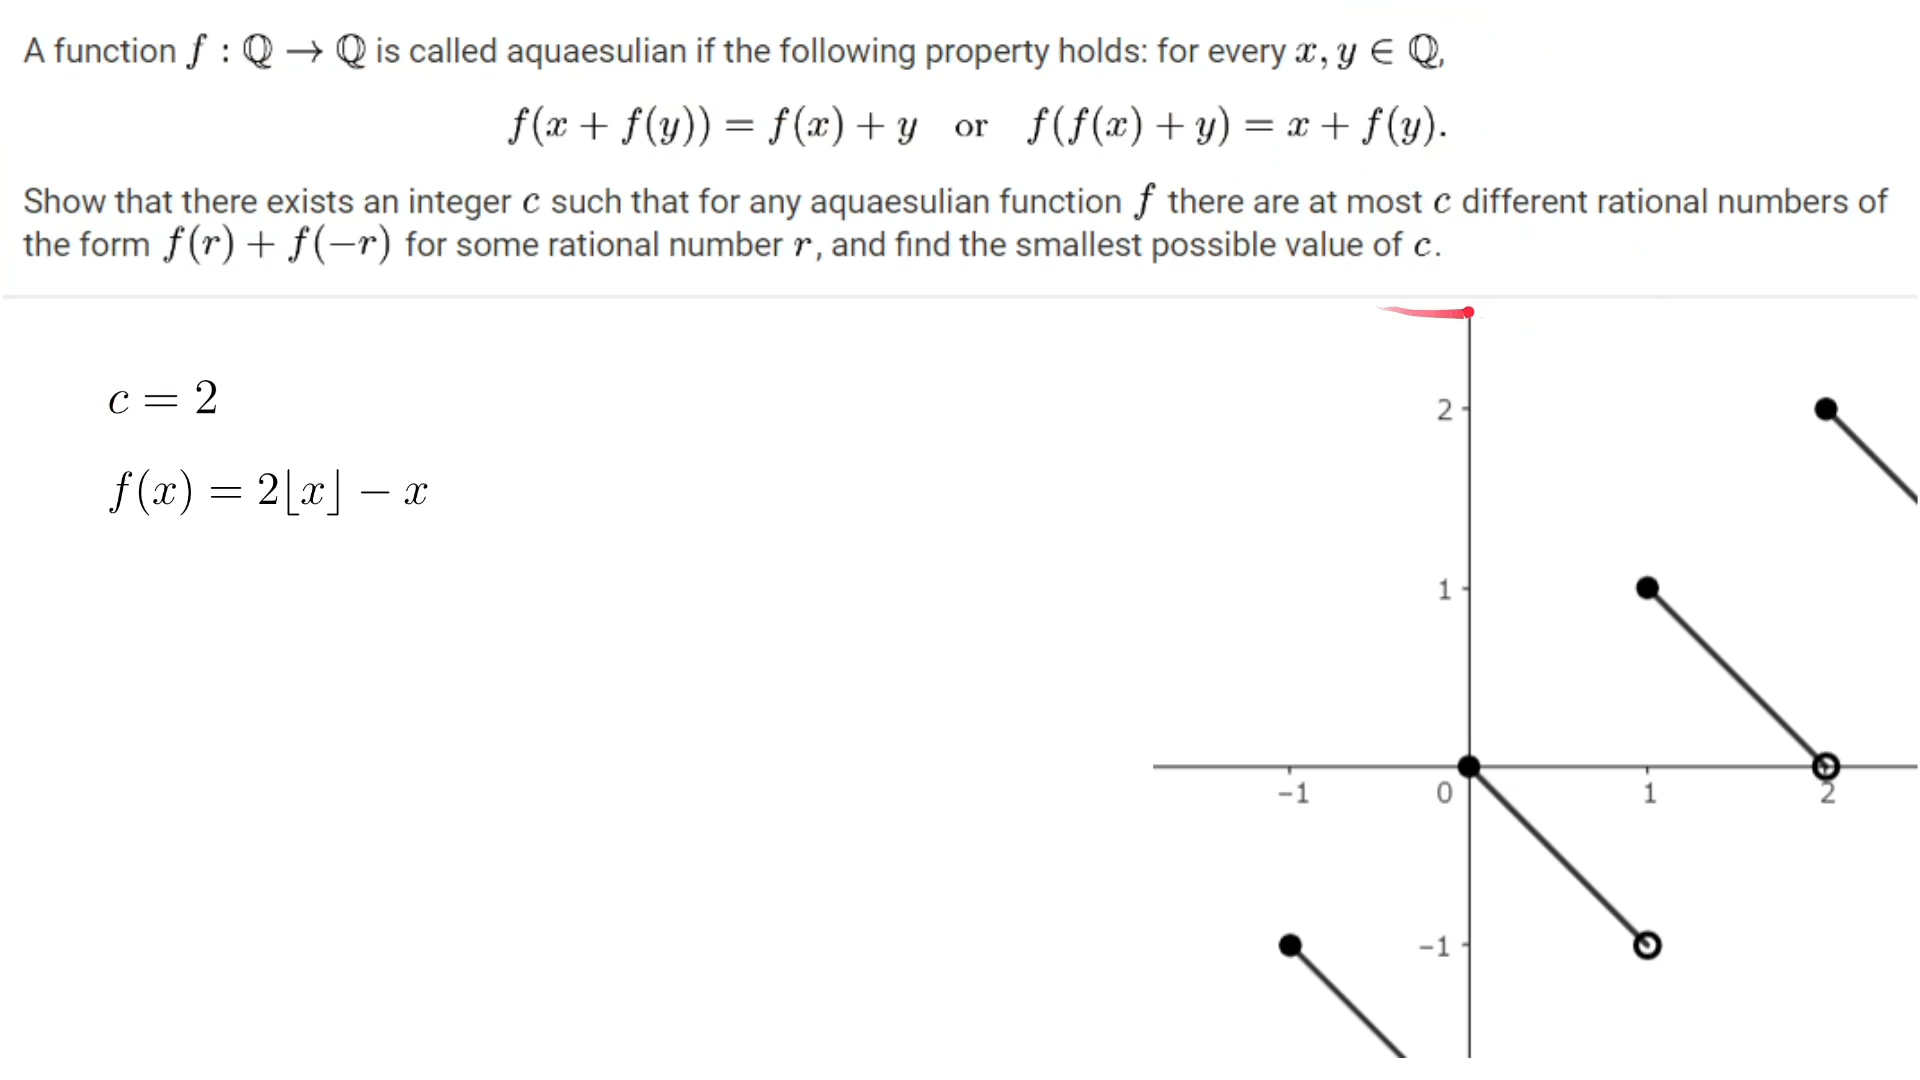 A function f : ℚ → ℚ is called aquaesulian if the following property holds: for every x, y ∈ ℚ,
f(x + f(y)) = f(x) + y or f(f(x) + y) = x + f(y).
Show that there exists an integer c such that for any aquaesulian function f there are at most c different rational numbers of
the form f(r) + f(−r) for some rational number r, and find the smallest possible value of c.
c = 2
f(x) = 2⌊x⌋ − x
2
1
−1 0 1 2
−1